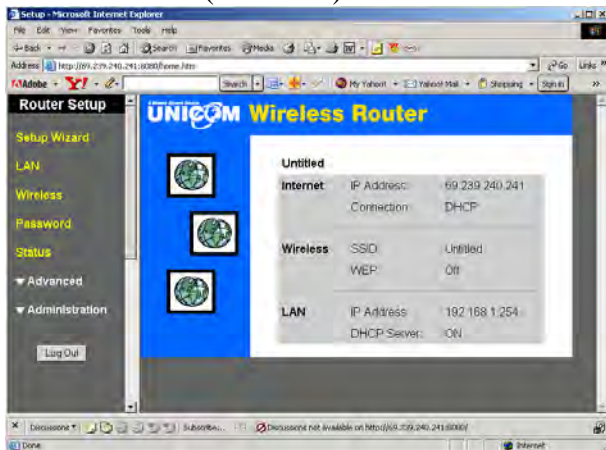 Setup - Microsoft Internet Explorer
File Edit View Favorites Tools Help
Back Search Favorites Media
Address http://69.239.240.241:8080/home.htm Go Links »
Adobe Y! Search My Yahoo! Yahoo! Mail Shopping Sign In »
Router Setup
Setup Wizard
LAN
Wireless
Password
Status
Advanced
Administration
Log Out
UNICOM Wireless Router
Untitled
Internet IP Address: 69.239.240.241
Connection: DHCP
Wireless SSID: Untitled
WEP: Off
LAN IP Address: 192.168.1.254
DHCP Server: ON
Discussions Subscribe... Discussions not available on http://69.239.240.241:8080/
Done Internet